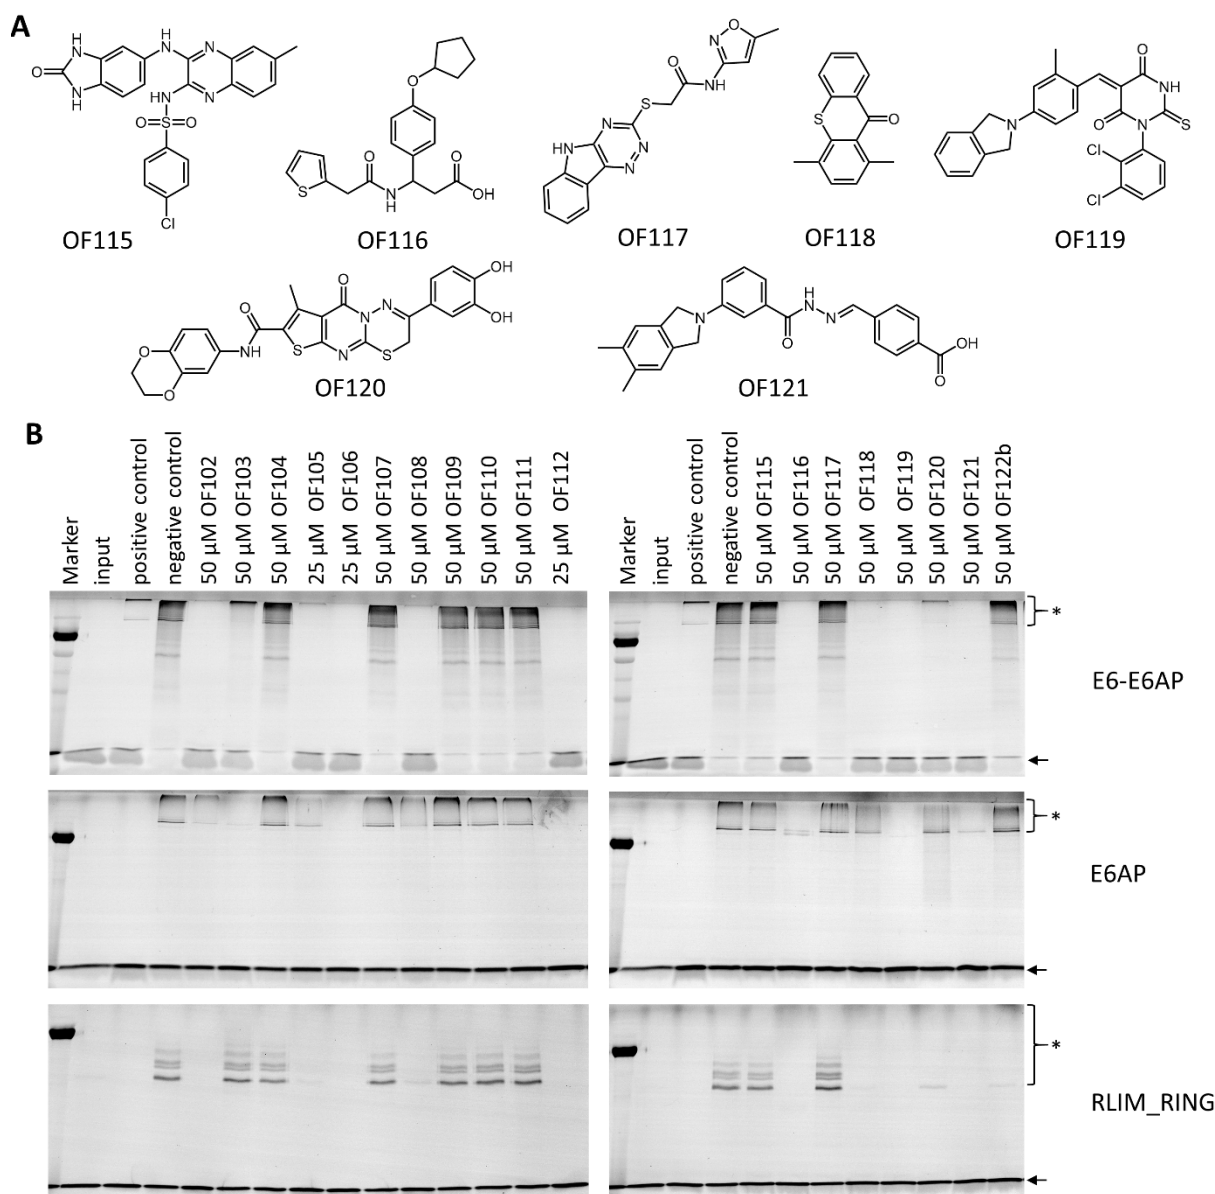 A
OF115
OF116
OF117
OF118
OF119
OF120
OF121
B
Marker
input
positive control
negative control
50 µM OF102
50 µM OF103
50 µM OF104
25 µM OF105
25 µM OF106
50 µM OF107
50 µM OF108
50 µM OF109
50 µM OF110
50 µM OF111
25 µM OF112
Marker
input
positive control
negative control
50 µM OF115
50 µM OF116
50 µM OF117
50 µM OF118
50 µM OF119
50 µM OF120
50 µM OF121
50 µM OF122b
*
E6-E6AP
*
E6AP
*
RLIM_RING